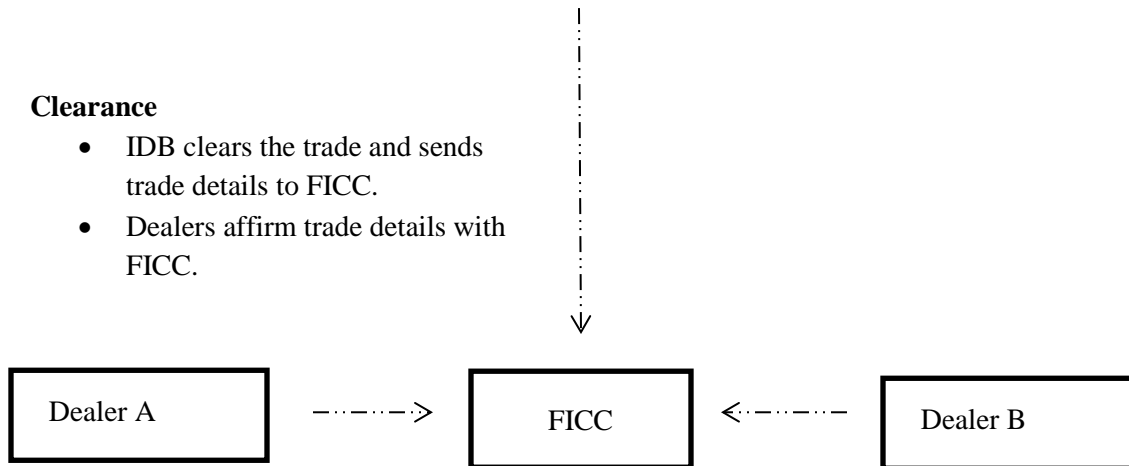 Clearance
• IDB clears the trade and sends
trade details to FICC.
• Dealers affirm trade details with
FICC.
Dealer A
FICC
Dealer B